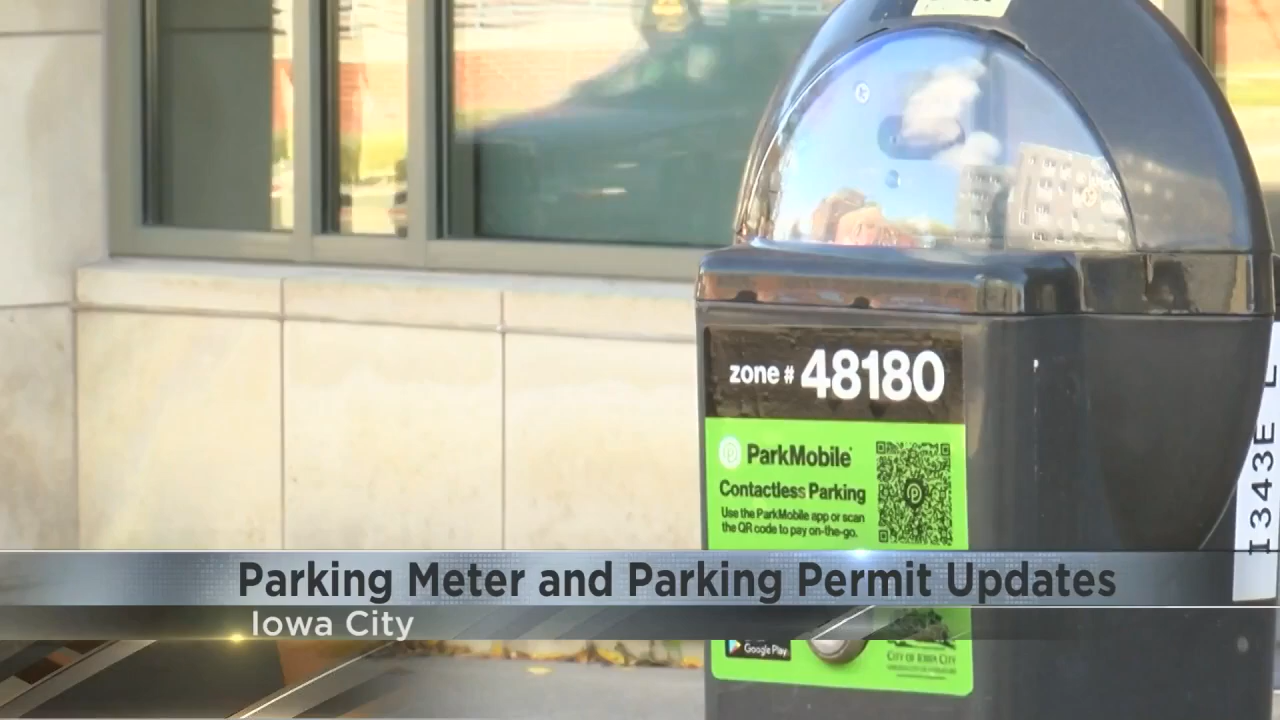 zone # 48180
ParkMobile
Contactless Parking
Use the ParkMobile app or scan
the QR code to pay on-the-go.
I343E L
Parking Meter and Parking Permit Updates
Iowa City
Google Play
CITY OF IOWA CITY